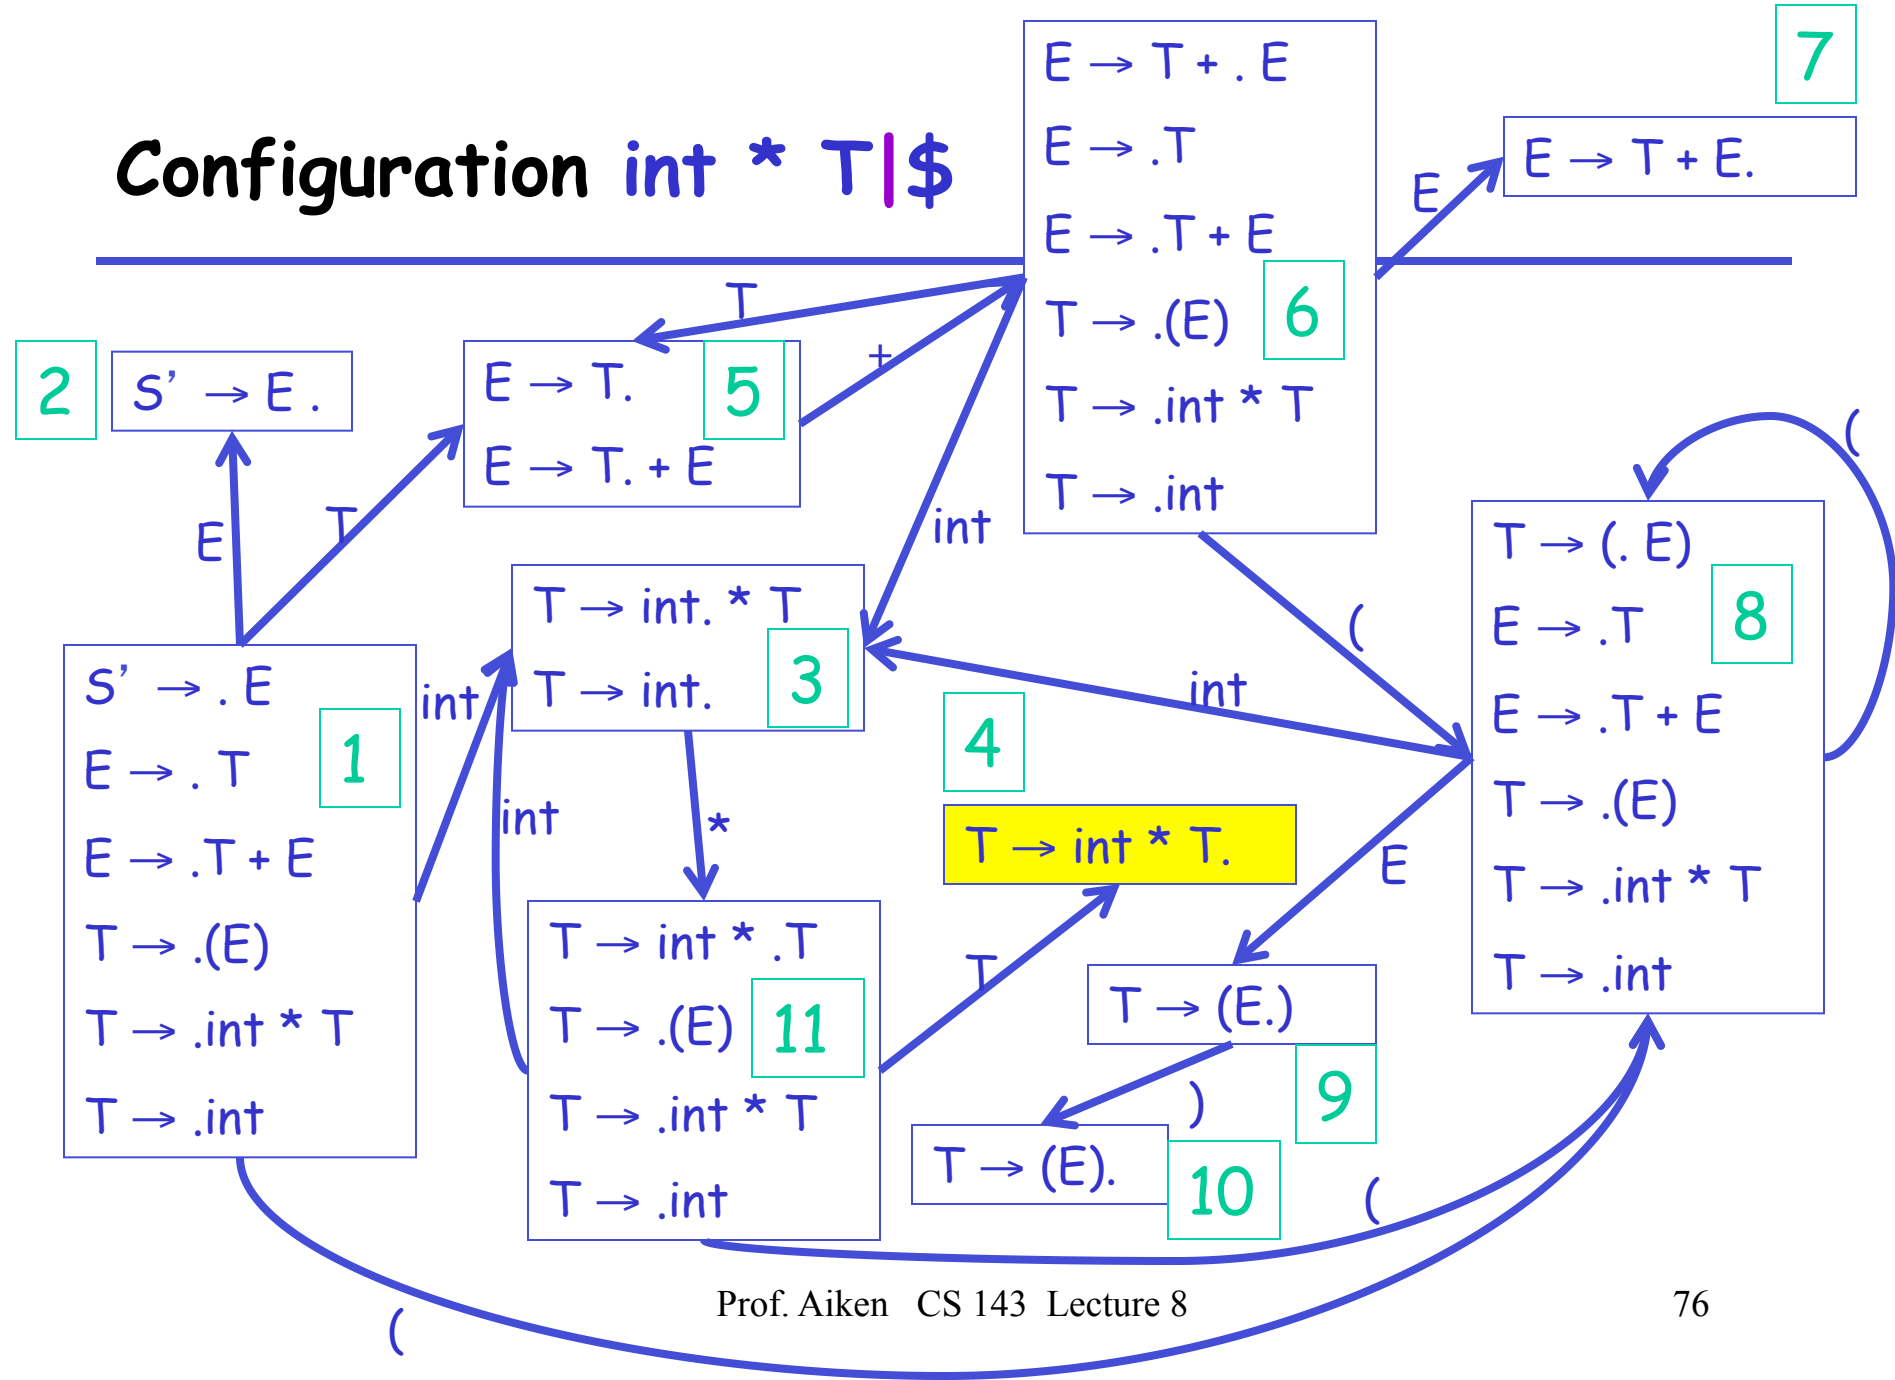 Configuration int * T|$
E → T + . E
E → .T
E → .T + E
T → .(E)
T → .int * T
T → .int
6
7
E → T + E.
E
T
+
int
(
2
S’ → E .
E
T
5
E → T.
E → T. + E
T → int. * T
T → int.
3
int
int
*
int
1
S’ → . E
E → . T
E → .T + E
T → .(E)
T → .int * T
T → .int
4
T → int * T.
T
E
8
T → (. E)
E → .T
E → .T + E
T → .(E)
T → .int * T
T → .int
(
11
T → int * .T
T → .(E)
T → .int * T
T → .int
T → (E.)
9
)
T → (E).
10
(
(
Prof. Aiken CS 143 Lecture 8
76